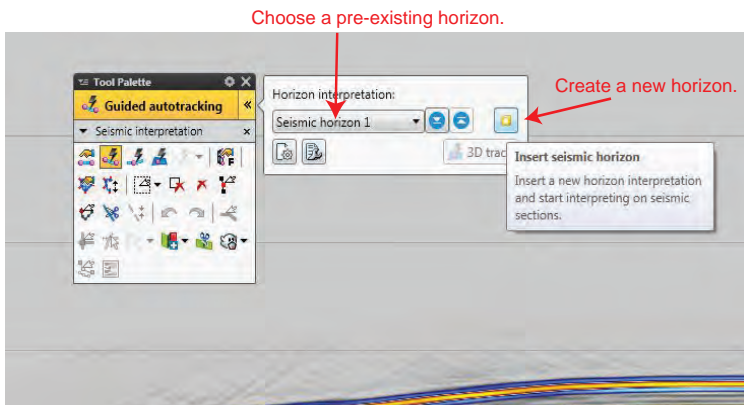 Choose a pre-existing horizon.
Tool Palette
Guided autotracking
Seismic interpretation
Horizon interpretation:
Seismic horizon 1
Create a new horizon.
3D trac
Insert seismic horizon
Insert a new horizon interpretation
and start interpreting on seismic
sections.